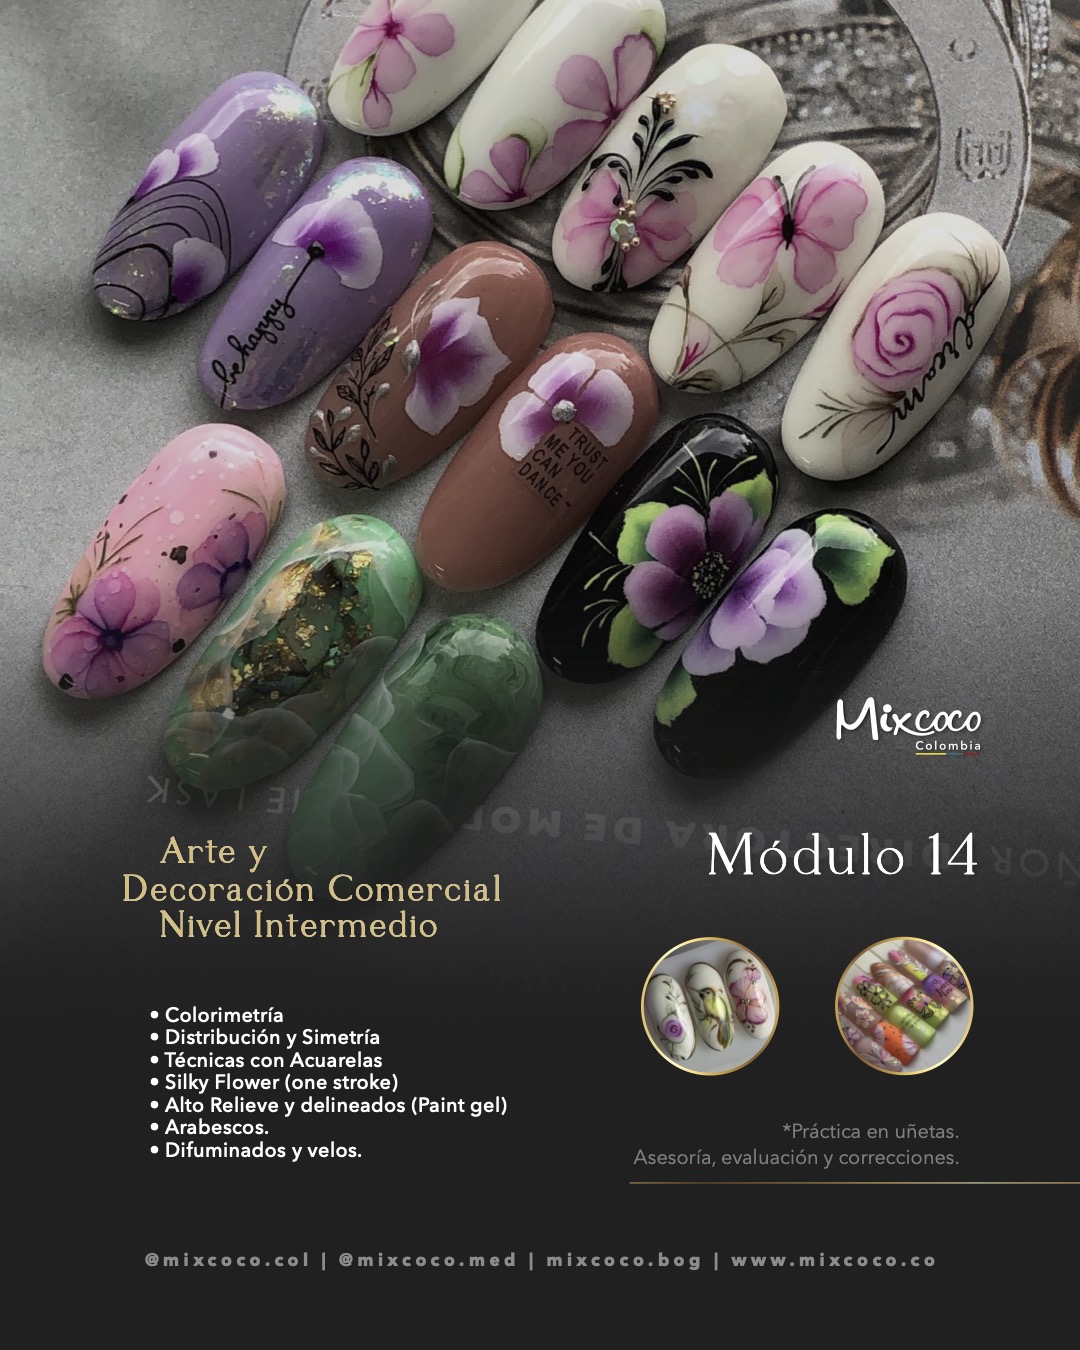 be happy
TRUST
ME YOU
CAN
DANCE~
dream
Mixcoco
Colombia
Arte y
Decoración Comercial
Nivel Intermedio
Módulo 14
• Colorimetría
• Distribución y Simetría
• Técnicas con Acuarelas
• Silky Flower (one stroke)
• Alto Relieve y delineados (Paint gel)
• Arabescos.
• Difuminados y velos.
*Práctica en uñetas.
Asesoría, evaluación y correcciones.
@mixcoco.col | @mixcoco.med | mixcoco.bog | www.mixcoco.co